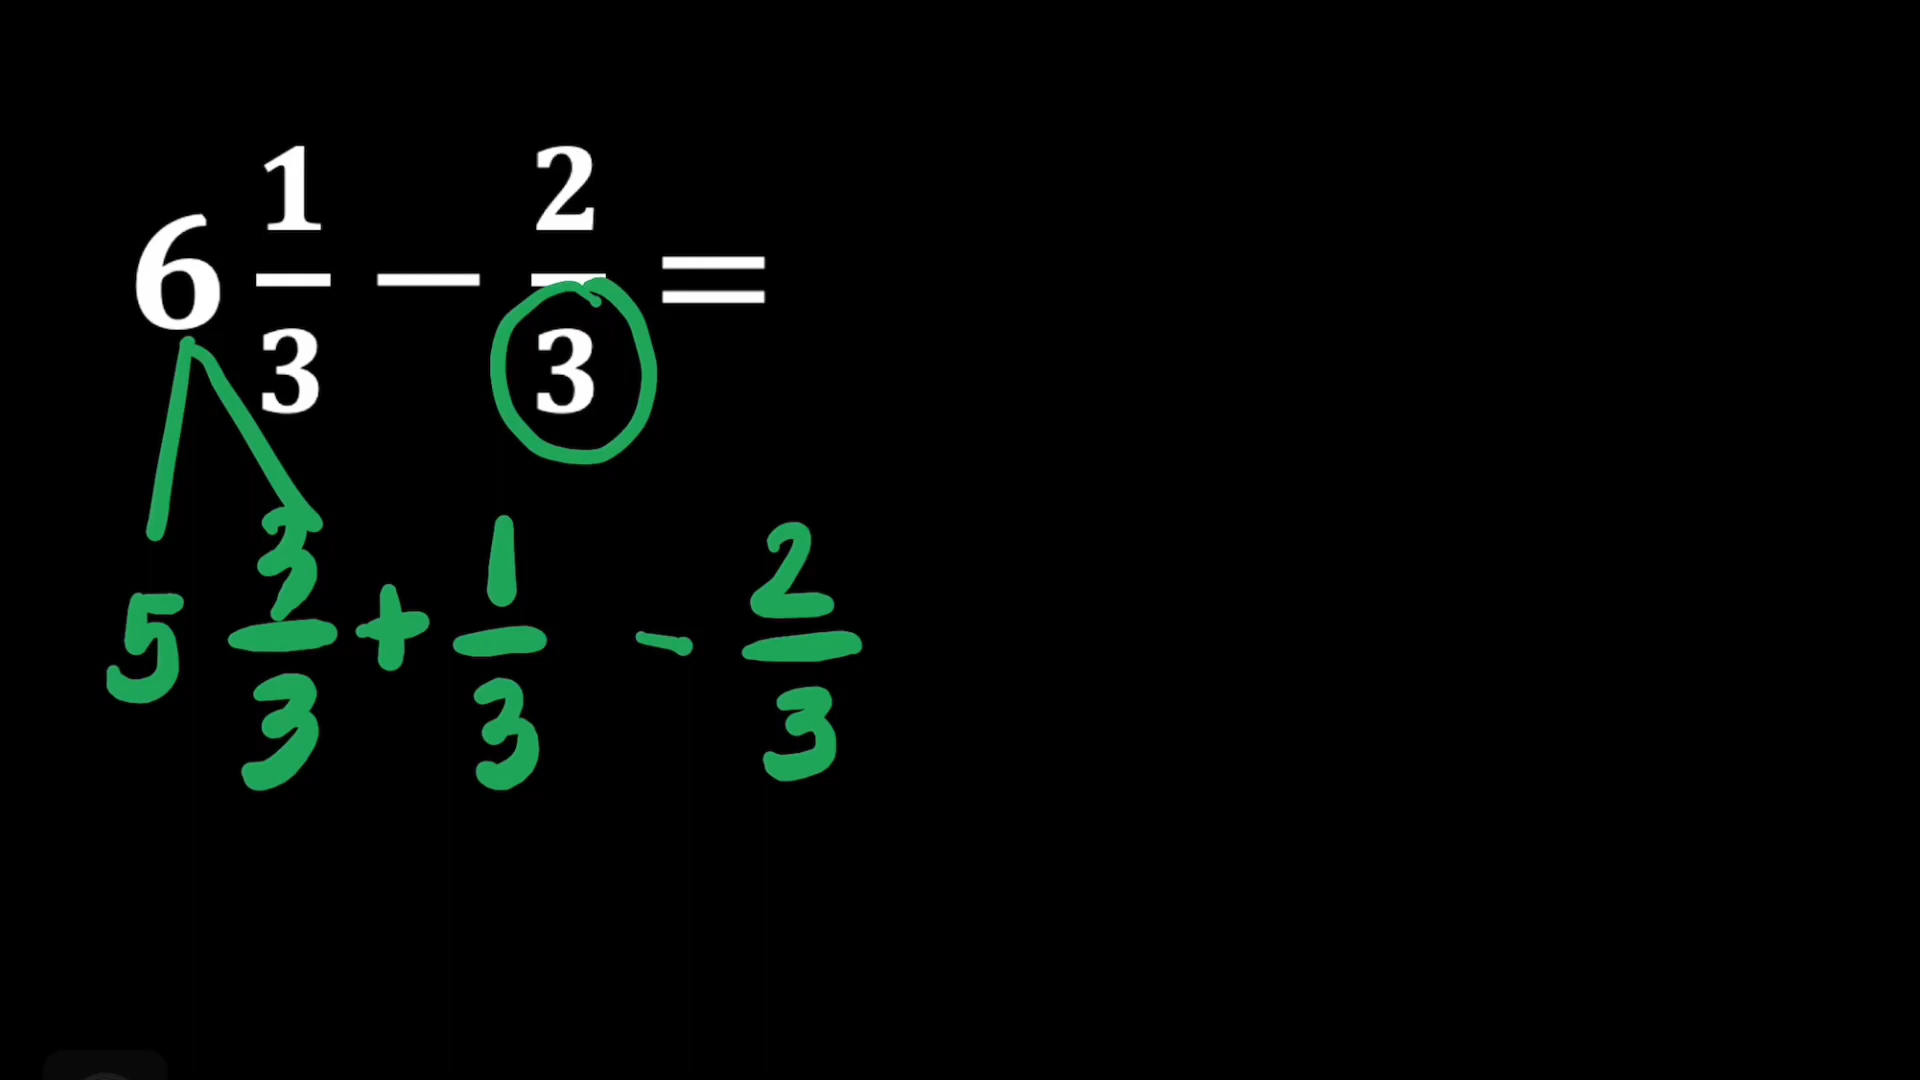 6 1/3 − 2/3 =
5 3/3 + 1/3 - 2/3